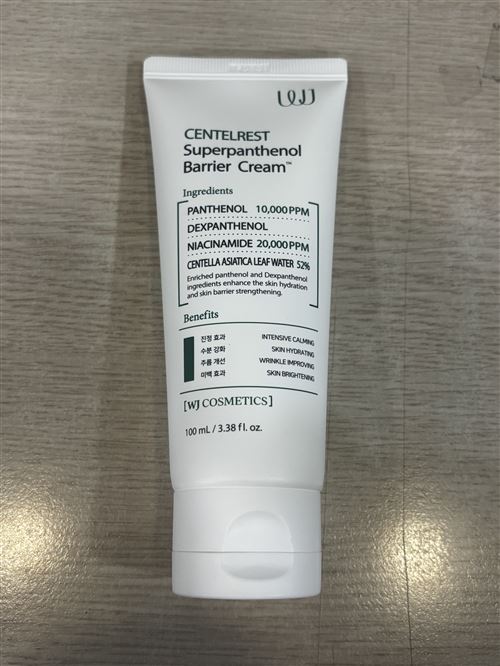 WJ
CENTELREST
Superpanthenol
Barrier Cream™
Ingredients
PANTHENOL 10,000 PPM
DEXPANTHENOL
NIACINAMIDE 20,000 PPM
CENTELLA ASIATICA LEAF WATER 52%
Enriched panthenol and Dexpanthenol
ingredients enhance the skin hydration
and skin barrier strengthening.
Benefits
진정 효과 INTENSIVE CALMING
수분 강화 SKIN HYDRATING
주름 개선 WRINKLE IMPROVING
미백 효과 SKIN BRIGHTENING
[WJ COSMETICS]
100 mL / 3.38 fl. oz.